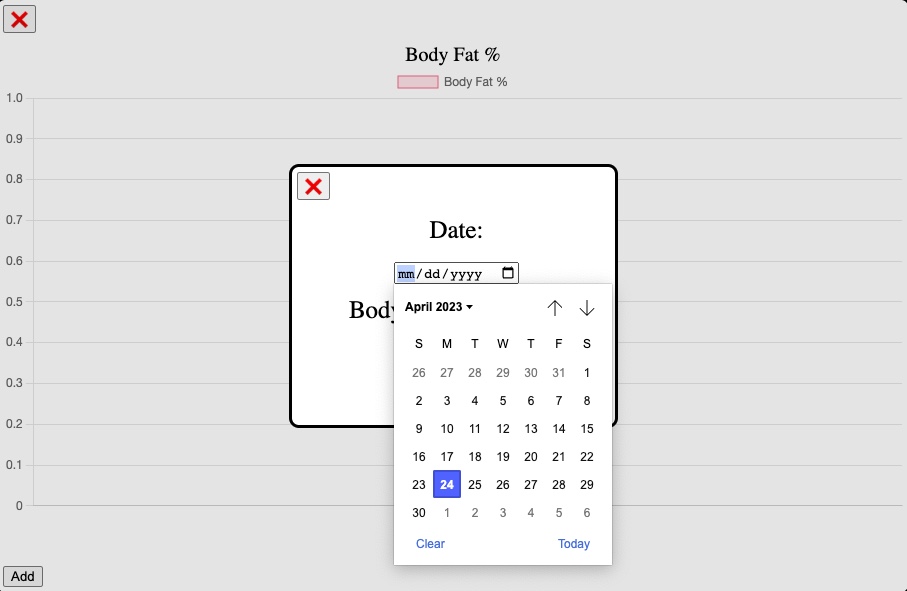 Body Fat %
Body Fat %
1.0
0.9
0.8
0.7
0.6
0.5
0.4
0.3
0.2
0.1
0
Date:
mm/dd/yyyy
Body
April 2023
S M T W T F S
26 27 28 29 30 31 1
2 3 4 5 6 7 8
9 10 11 12 13 14 15
16 17 18 19 20 21 22
23 24 25 26 27 28 29
30 1 2 3 4 5 6
Clear Today
Add